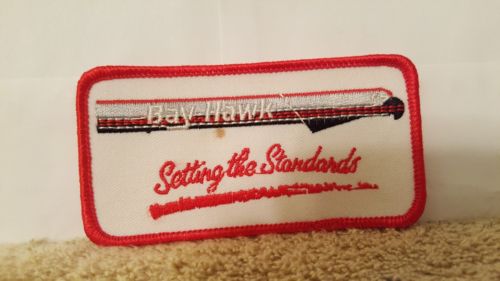 Bay Hawk
Setting the Standards